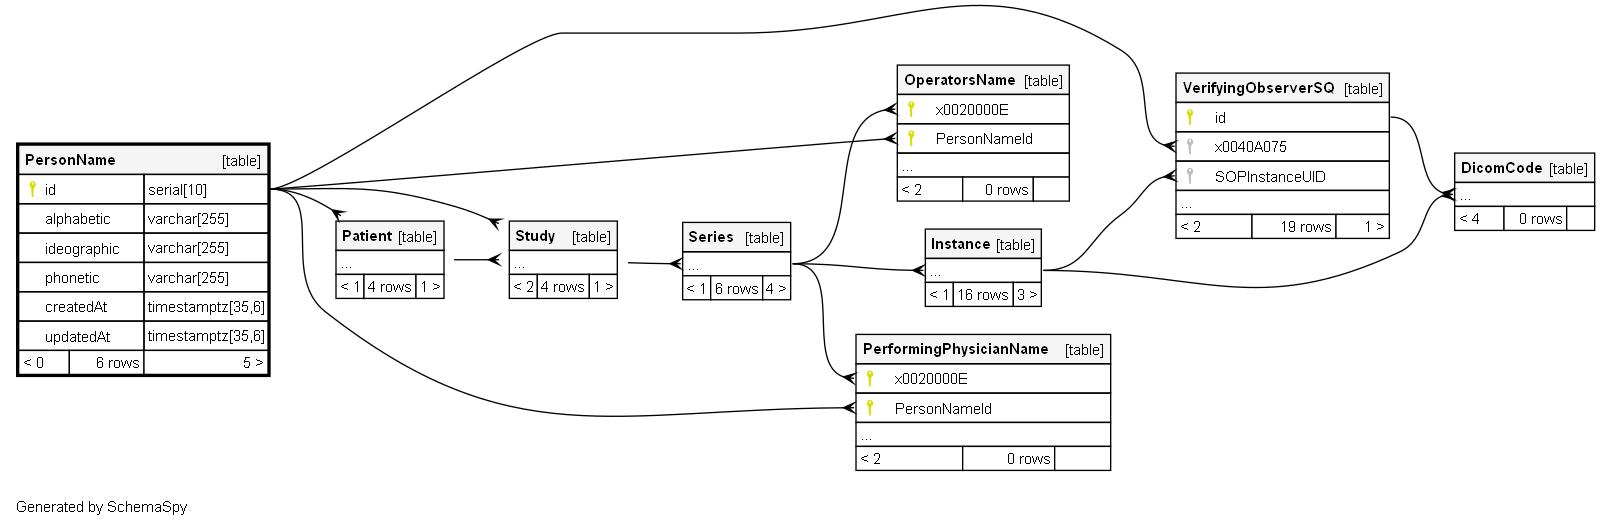 PersonName [table]
id serial[10]
alphabetic varchar[255]
ideographic varchar[255]
phonetic varchar[255]
createdAt timestamptz[35,6]
updatedAt timestamptz[35,6]
< 0 6 rows 5 >
Patient [table]
...
< 1 4 rows 1 >
Study [table]
...
< 2 4 rows 1 >
Series [table]
...
< 1 6 rows 4 >
OperatorsName [table]
x0020000E
PersonNameId
...
< 2 0 rows
Instance [table]
...
< 1 16 rows 3 >
PerformingPhysicianName [table]
x0020000E
PersonNameId
...
< 2 0 rows
VerifyingObserverSQ [table]
id
x0040A075
SOPInstanceUID
...
< 2 19 rows 1 >
DicomCode [table]
...
< 4 0 rows
Generated by SchemaSpy